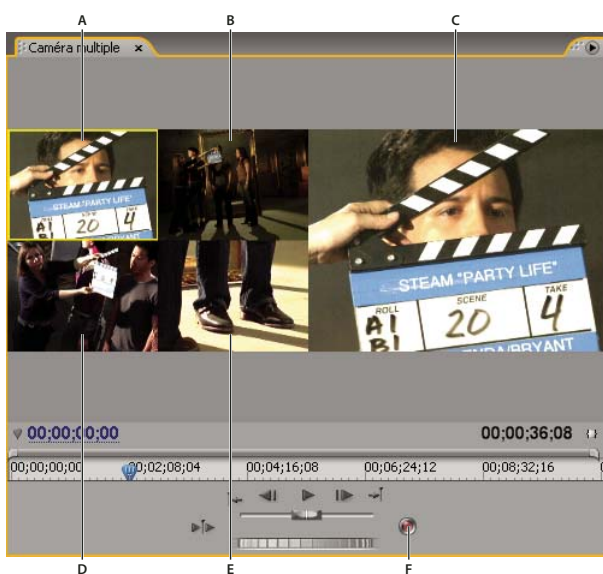 A B C
Caméra multiple x
STEAM "PARTY LIFE"
SCENE TAKE
A1 20 4
STEAM "PARTY LIFE"
ROLL SCENE TAKE
A1 20 4
B1
BRYANT
00;00;00;00 00;00;36;08
00;00;00;00 00;02;08;04 00;04;16;08 00;06;24;12 00;08;32;16
D E F